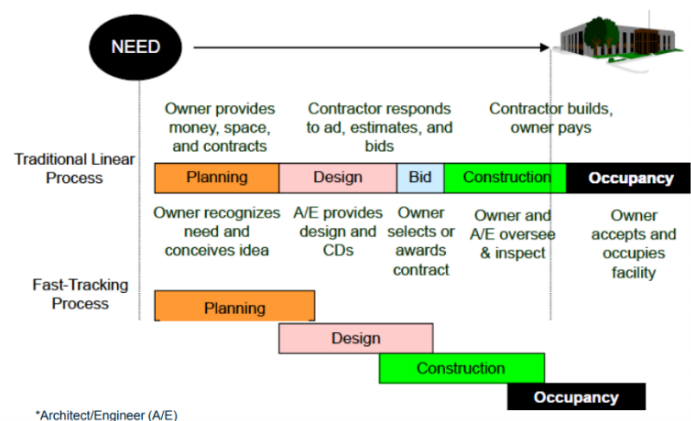 NEED
Owner provides
money, space,
and contracts
Contractor responds
to ad, estimates, and
bids
Contractor builds,
owner pays
Traditional Linear
Process
Planning
Design
Bid
Construction
Occupancy
Owner recognizes
need and
conceives idea
A/E provides
design and
CDs
Owner
selects or
awards
contract
Owner and
A/E oversee
& inspect
Owner
accepts and
occupies
facility
Fast-Tracking
Process
Planning
Design
Construction
Occupancy
*Architect/Engineer (A/E)